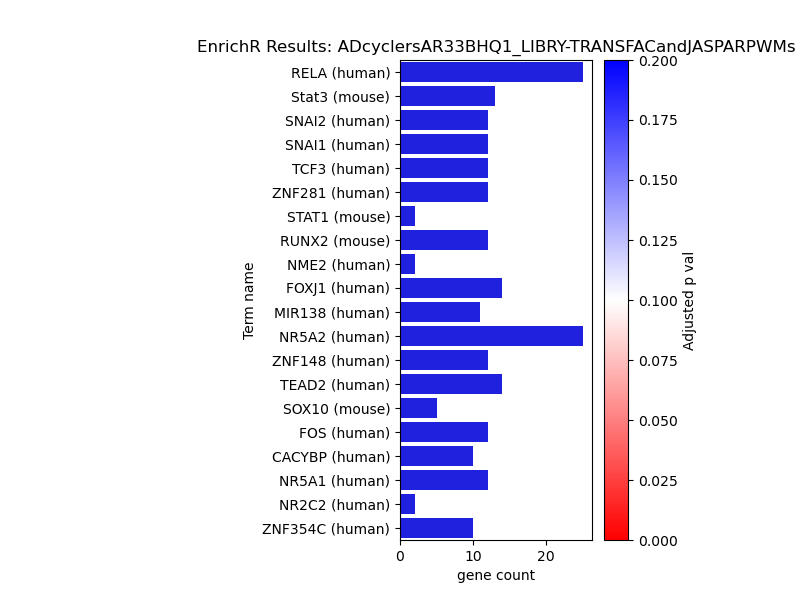 EnrichR Results: ADcyclersAR33BHQ1_LIBRY-TRANSFACandJASPARPWMs
RELA (human)
Stat3 (mouse)
SNAI2 (human)
SNAI1 (human)
TCF3 (human)
ZNF281 (human)
STAT1 (mouse)
RUNX2 (mouse)
NME2 (human)
FOXJ1 (human)
MIR138 (human)
NR5A2 (human)
ZNF148 (human)
TEAD2 (human)
SOX10 (mouse)
FOS (human)
CACYBP (human)
NR5A1 (human)
NR2C2 (human)
ZNF354C (human)
Term name
0 10 20
gene count
0.200
0.175
0.150
0.125
0.100
0.075
0.050
0.025
0.000
Adjusted p val